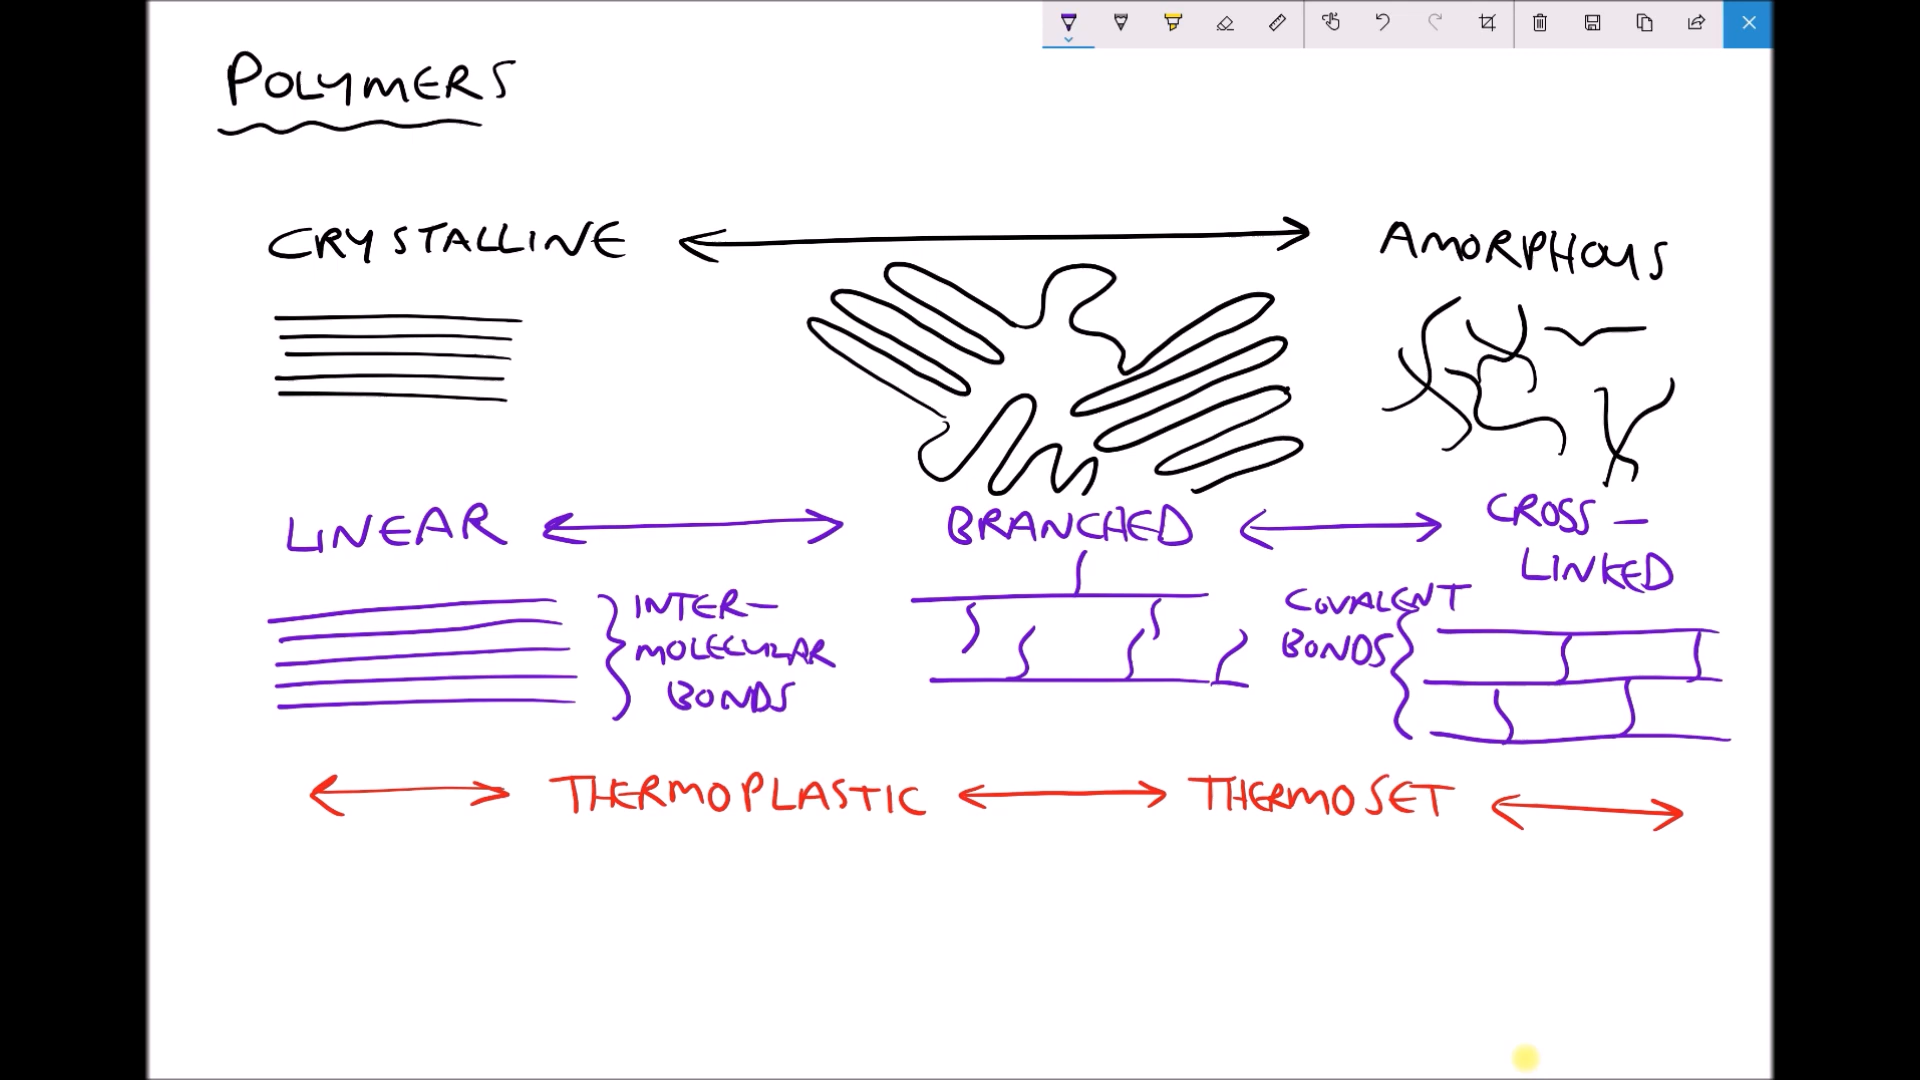 POLYMERS
CRYSTALLINE
AMORPHOUS
LINEAR
BRANCHED
CROSS-
LINKED
INTER-
MOLECULAR
BONDS
COVALENT
BONDS
THERMOPLASTIC
THERMOSET